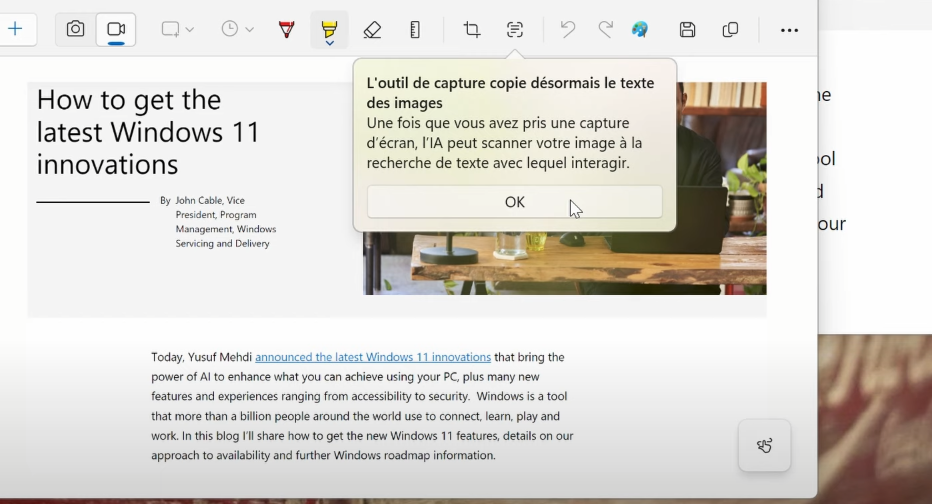 L'outil de capture copie désormais le texte
des images
Une fois que vous avez pris une capture
d'écran, l'IA peut scanner votre image à la
recherche de texte avec lequel interagir.
OK
How to get the
latest Windows 11
innovations
By John Cable, Vice
President, Program
Management, Windows
Servicing and Delivery
Today, Yusuf Mehdi announced the latest Windows 11 innovations that bring the
power of AI to enhance what you can achieve using your PC, plus many new
features and experiences ranging from accessibility to security. Windows is a tool
that more than a billion people around the world use to connect, learn, play and
work. In this blog I'll share how to get the new Windows 11 features, details on our
approach to availability and further Windows roadmap information.